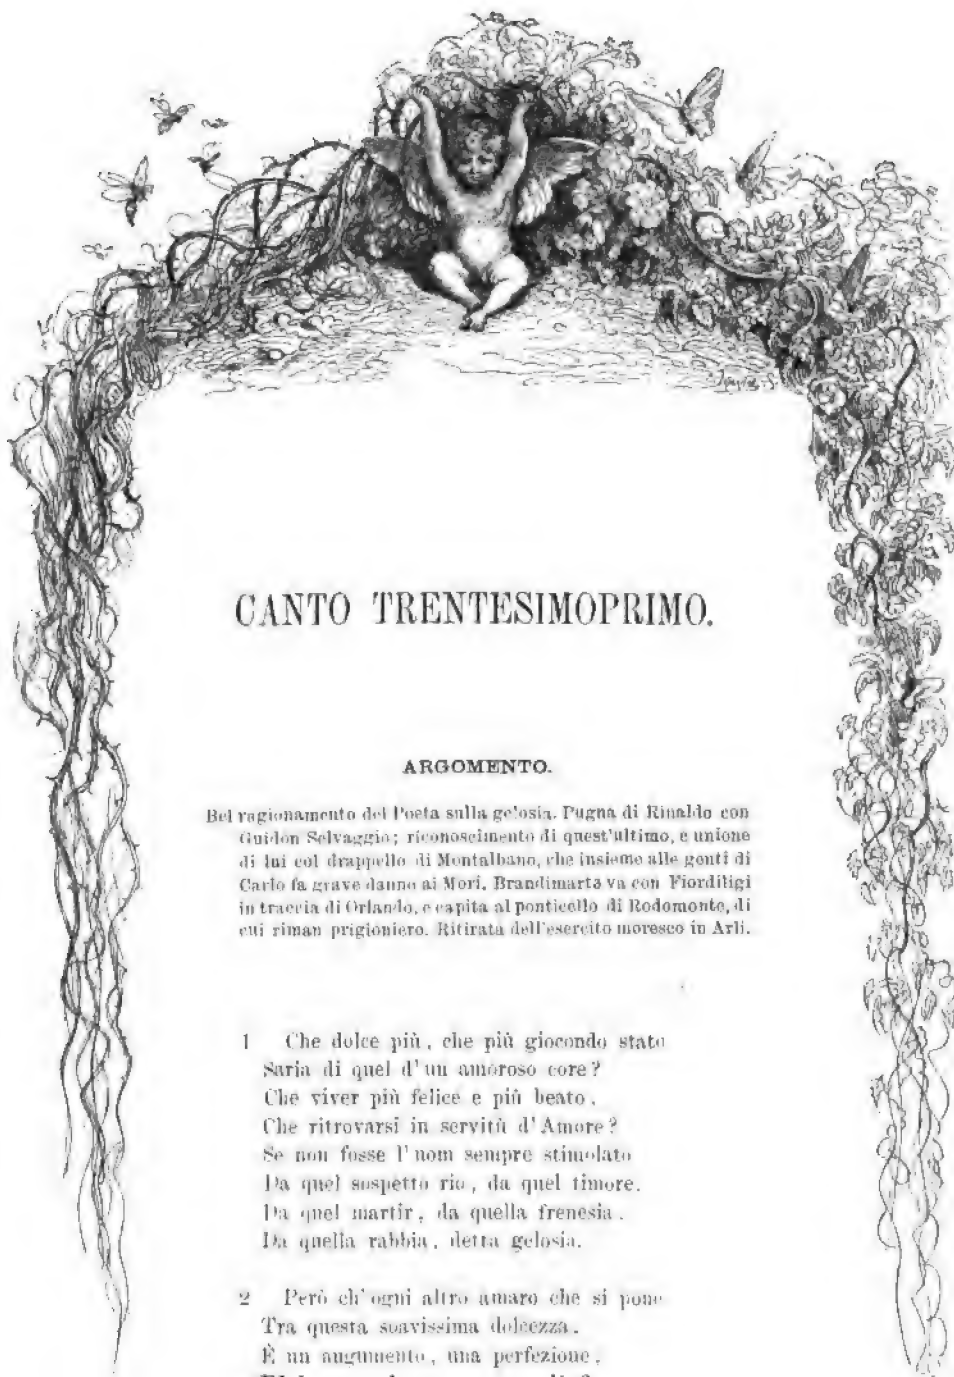 CANTO TRENTESIMOPRIMO.
ARGOMENTO.
Bel ragionamento del Poeta sulla gelosia. Pugna di Rinaldo con
Guidon Selvaggio; riconoscimento di quest'ultimo, e unione
di lui col drappello di Montalbano, che insieme alle genti di
Carlo fa grave danno ai Mori. Brandimarte va con Fiordiligi
in traccia di Orlando, e capita al ponticello di Rodomonte, di
cui riman prigioniero. Ritirata dell'esercito moresco in Arli.
1 Che dolce più, che più giocondo stato
Saria di quel d'un amoroso core?
Che viver più felice e più beato,
Che ritrovarsi in servitù d'Amore?
Se non fosse l'uom sempre stimolato
Da quel sospetto rio, da quel timore,
Da quel martir, da quella frenesia,
Da quella rabbia, detta gelosia.
2 Però ch'ogni altro amaro che si pone
Tra questa soavissima dolcezza,
È un augumento, una perfezione,